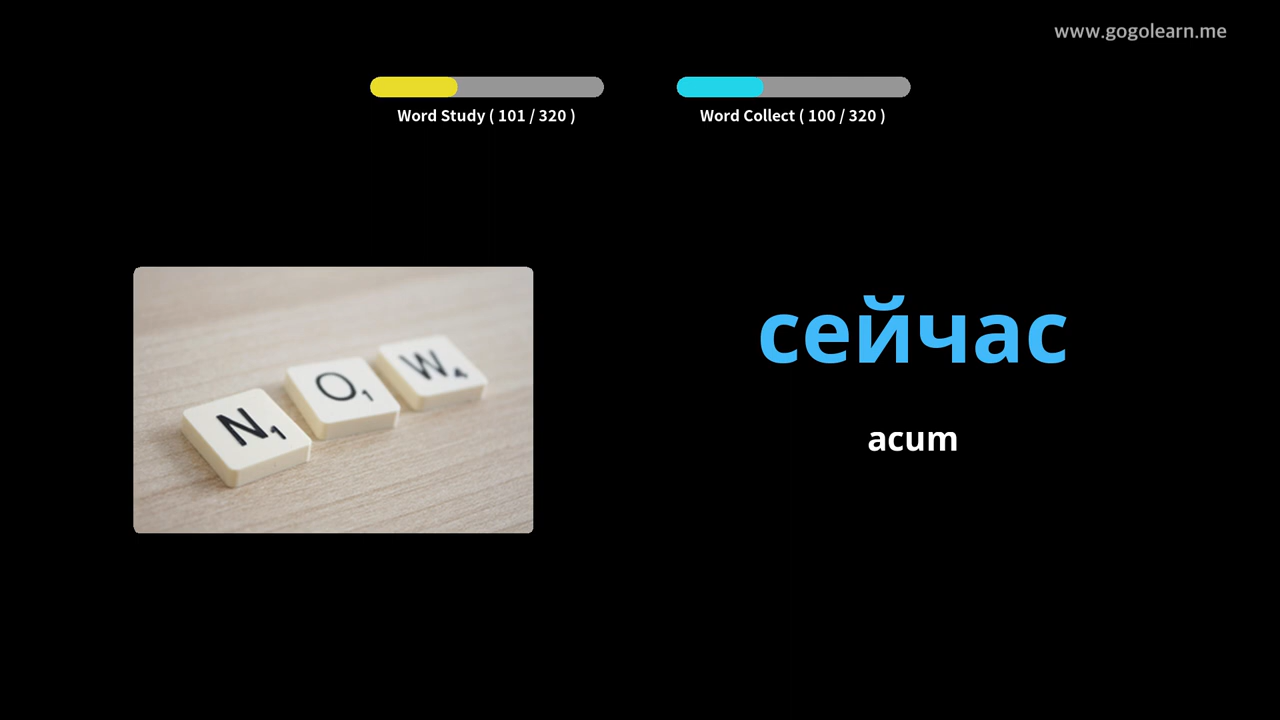 www.gogolearn.me
Word Study ( 101 / 320 )
Word Collect ( 100 / 320 )
N1 O1 W4
сейчас
acum